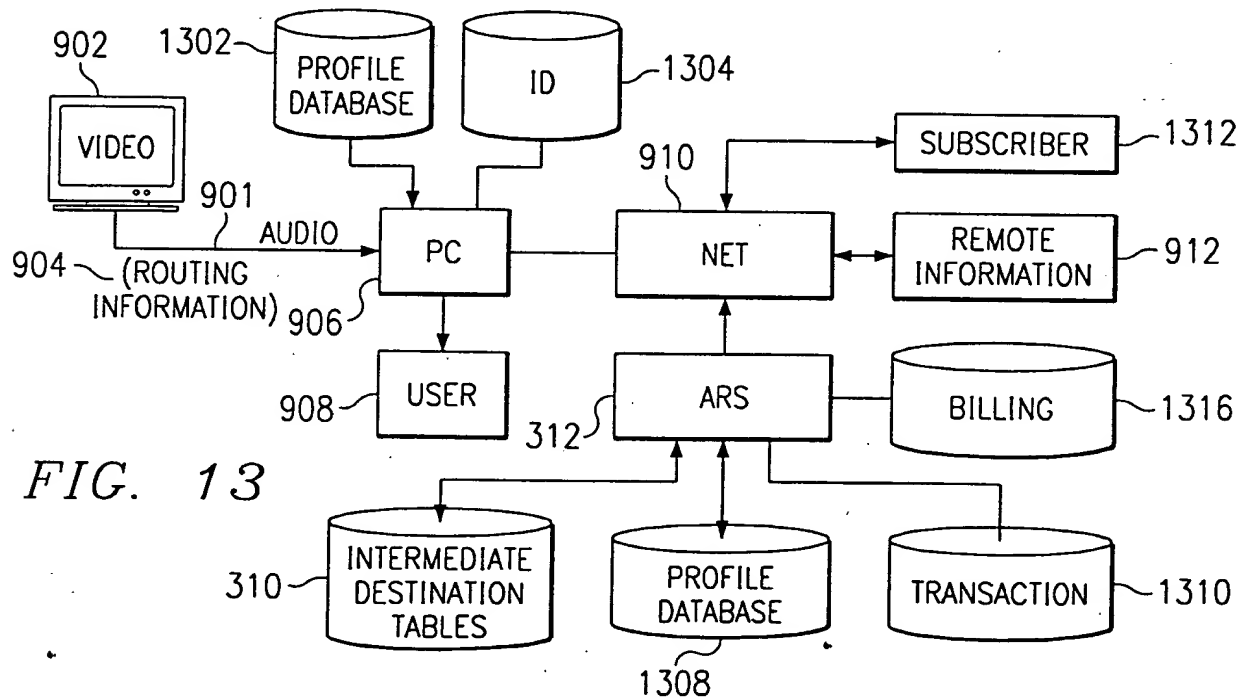 902
1302
PROFILE
DATABASE
ID
1304
VIDEO
901
AUDIO
904
(ROUTING
INFORMATION)
PC
906
USER
908
910
NET
SUBSCRIBER
1312
REMOTE
INFORMATION
912
ARS
312
BILLING
1316
FIG. 13
310
INTERMEDIATE
DESTINATION
TABLES
PROFILE
DATABASE
1308
TRANSACTION
1310